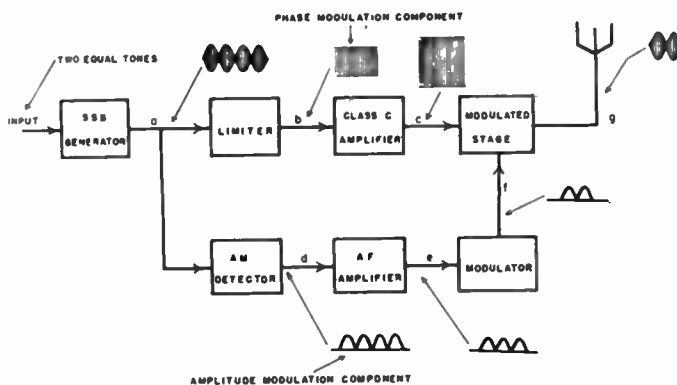 PHASE MODULATION COMPONENT
TWO EQUAL TONES
INPUT
SSB
GENERATOR
a
LIMITER
b
CLASS C
AMPLIFIER
c
MODULATED
STAGE
g
f
AM
DETECTOR
d
AF
AMPLIFIER
e
MODULATOR
AMPLITUDE MODULATION COMPONENT